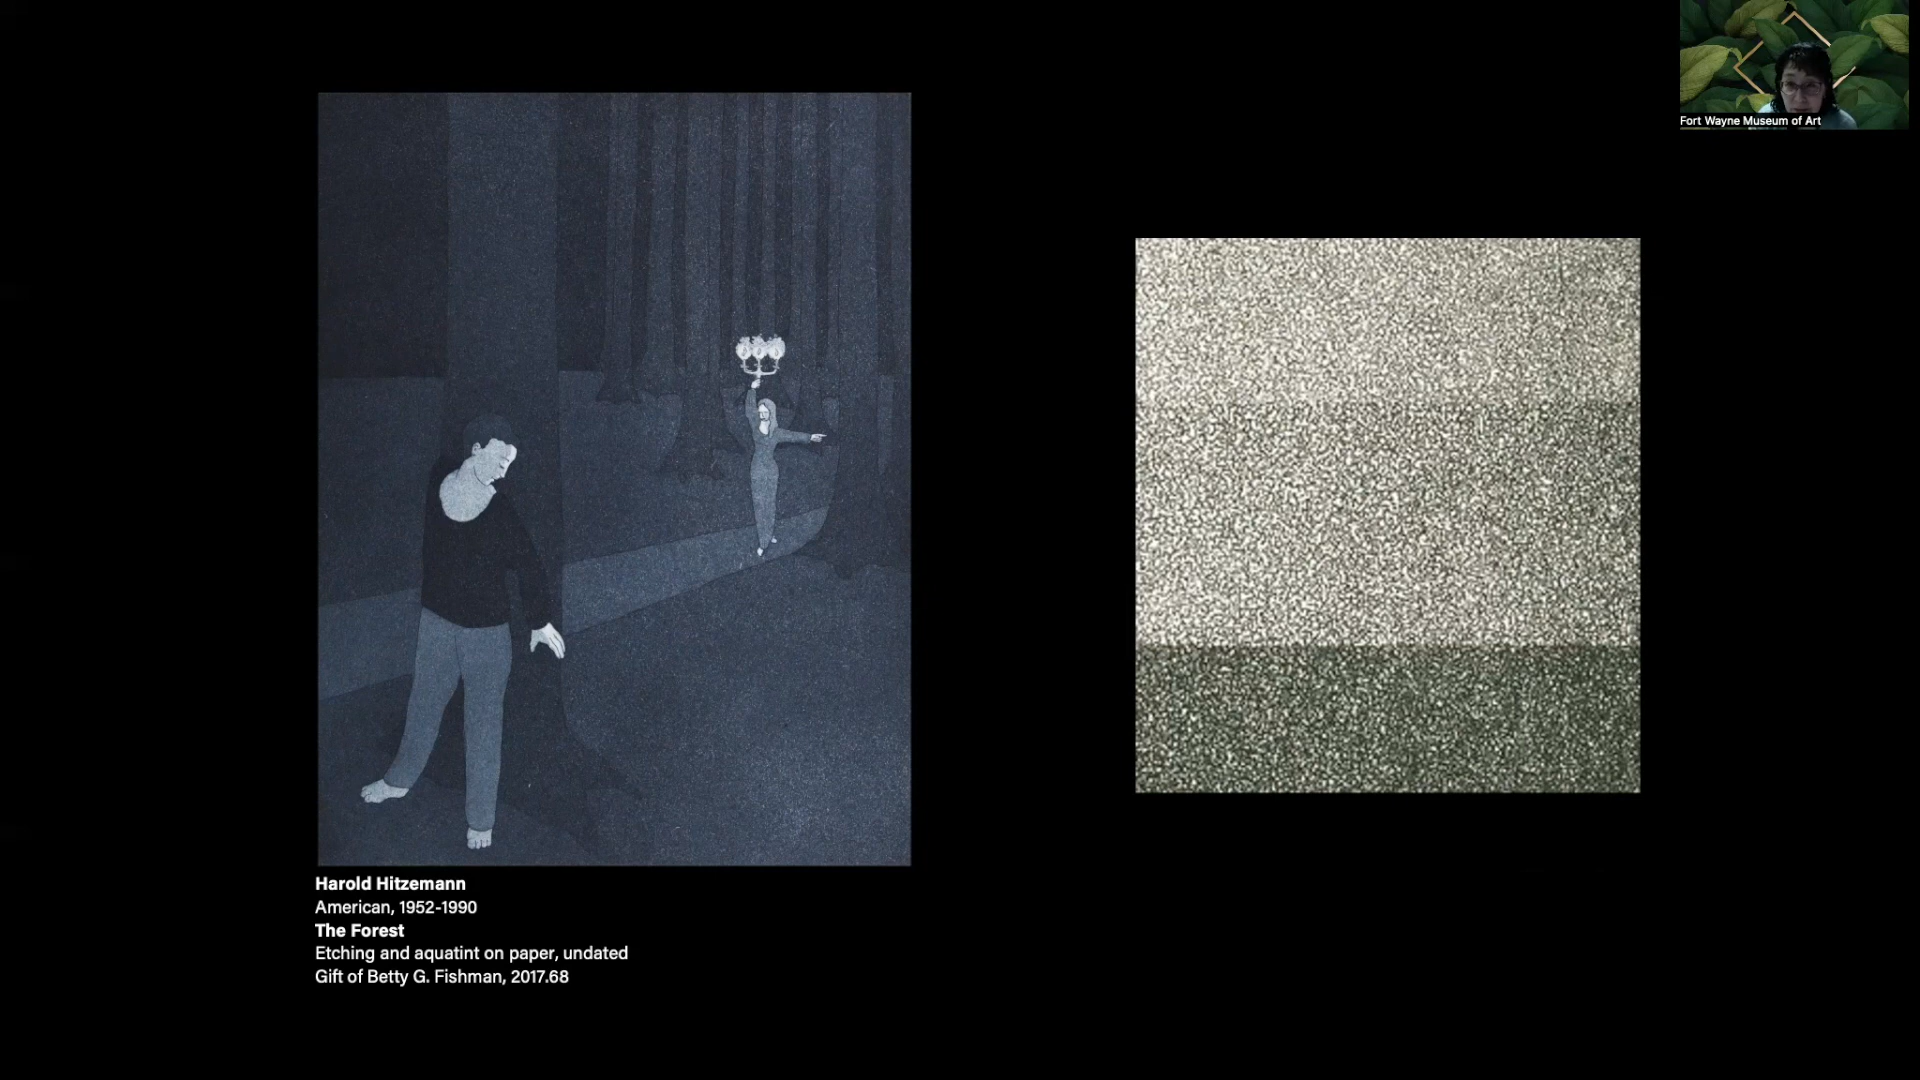 Fort Wayne Museum of Art
Harold Hitzemann
American, 1952-1990
The Forest
Etching and aquatint on paper, undated
Gift of Betty G. Fishman, 2017.68